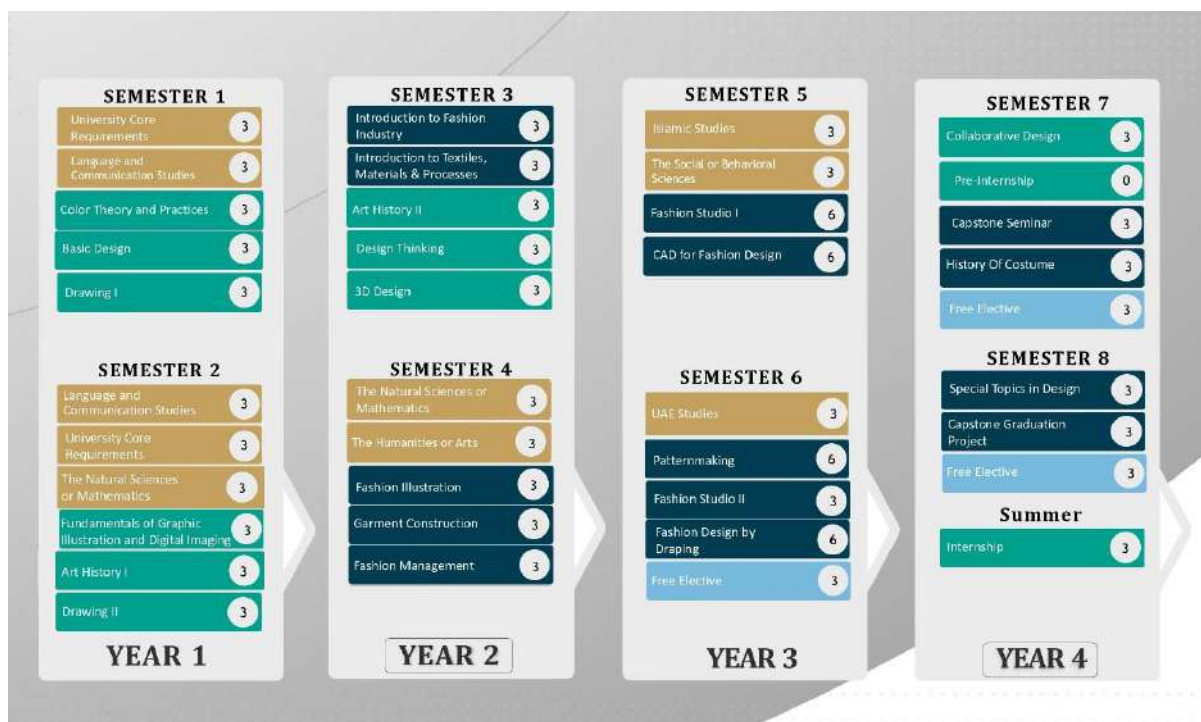 SEMESTER 1
University Core
Requirements
3
Language and
Communication Studies
3
Color Theory and Practices
3
Basic Design
3
Drawing I
3
SEMESTER 2
Language and
Communication Studies
3
University Core
Requirements
3
The Natural Sciences
or Mathematics
3
Fundamentals of Graphic
Illustration and Digital Imaging
3
Art History I
3
Drawing II
3
YEAR 1
SEMESTER 3
Introduction to Fashion
Industry
3
Introduction to Textiles,
Materials & Processes
3
Art History II
3
Design Thinking
3
3D Design
3
SEMESTER 4
The Natural Sciences or
Mathematics
3
The Humanities or Arts
3
Fashion Illustration
3
Garment Construction
3
Fashion Management
3
YEAR 2
SEMESTER 5
Islamic Studies
3
The Social or Behavioral
Sciences
3
Fashion Studio I
6
CAD for Fashion Design
6
SEMESTER 6
UAE Studies
3
Patternmaking
6
Fashion Studio II
3
Fashion Design by
Draping
6
Free Elective
3
YEAR 3
SEMESTER 7
Collaborative Design
3
Pre-Internship
0
Capstone Seminar
3
History Of Costume
3
Free Elective
3
SEMESTER 8
Special Topics in Design
3
Capstone Graduation
Project
3
Free Elective
3
Summer
Internship
3
YEAR 4